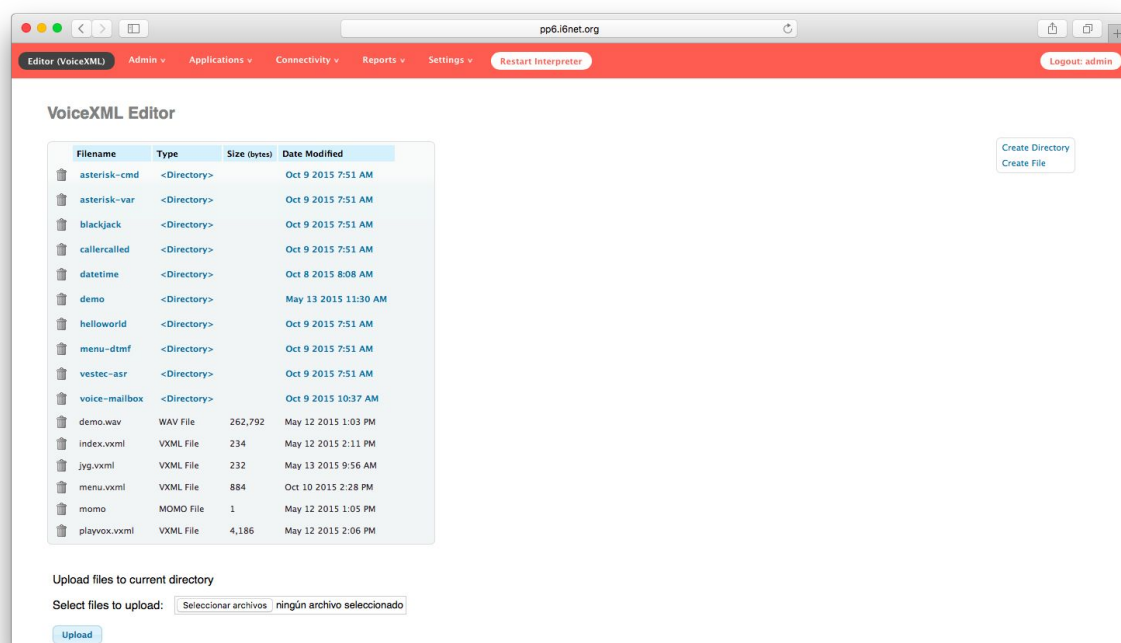 pp6.i6net.org
Editor (VoiceXML) Admin v Applications v Connectivity v Reports v Settings v Restart Interpreter Logout: admin
VoiceXML Editor
Filename Type Size (bytes) Date Modified
asterisk-cmd <Directory> Oct 9 2015 7:51 AM
asterisk-var <Directory> Oct 9 2015 7:51 AM
blackjack <Directory> Oct 9 2015 7:51 AM
callercalled <Directory> Oct 9 2015 7:51 AM
datetime <Directory> Oct 8 2015 8:08 AM
demo <Directory> May 13 2015 11:30 AM
helloworld <Directory> Oct 9 2015 7:51 AM
menu-dtmf <Directory> Oct 9 2015 7:51 AM
vestec-asr <Directory> Oct 9 2015 7:51 AM
voice-mailbox <Directory> Oct 9 2015 10:37 AM
demo.wav WAV File 262,792 May 12 2015 1:03 PM
index.vxml VXML File 234 May 12 2015 2:11 PM
jyg.vxml VXML File 232 May 13 2015 9:56 AM
menu.vxml VXML File 884 Oct 10 2015 2:28 PM
momo MOMO File 1 May 12 2015 1:05 PM
playvox.vxml VXML File 4,186 May 12 2015 2:06 PM
Create Directory
Create File
Upload files to current directory
Select files to upload: Seleccionar archivos ningún archivo seleccionado
Upload